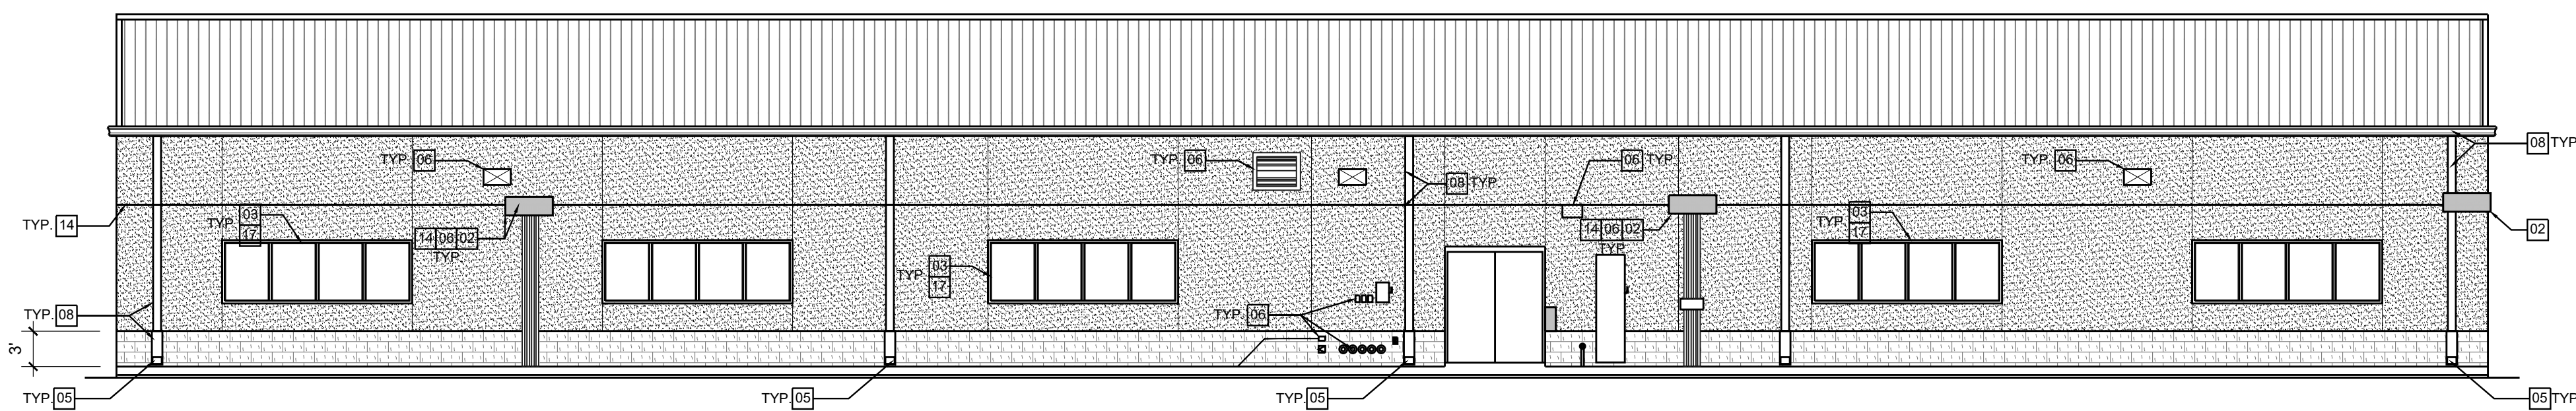 TYP. 06
TYP. 06
06 TYP.
TYP. 06
08 TYP.
08 TYP.
TYP. 14
TYP. 03
17
14 06 02
TYP.
14 06 02
TYP.
TYP. 03
17
02
TYP. 03
17
TYP. 08
TYP. 06
3'
TYP. 05
TYP. 05
TYP. 05
05 TYP.